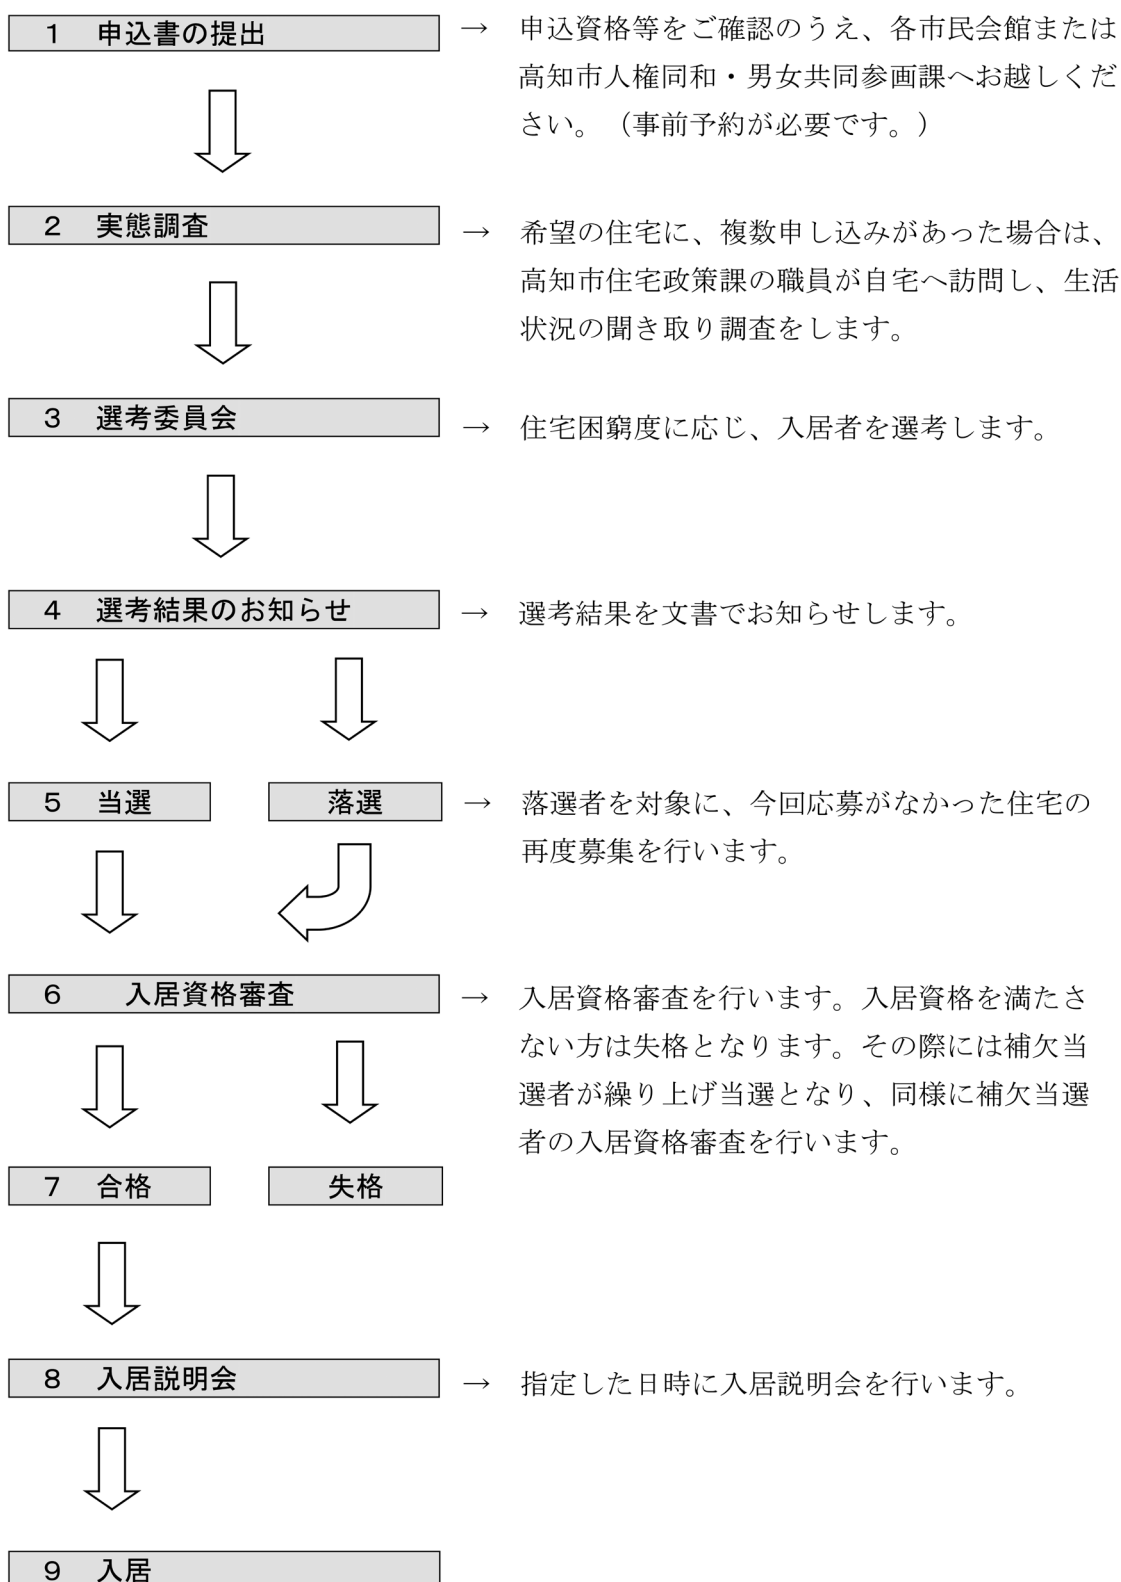 １　申込書の提出
→　申込資格等をご確認のうえ、各市民会館または
高知市人権同和・男女共同参画課へお越しくだ
さい。（事前予約が必要です。）
２　実態調査
→　希望の住宅に、複数申し込みがあった場合は、
高知市住宅政策課の職員が自宅へ訪問し、生活
状況の聞き取り調査をします。
３　選考委員会
→　住宅困窮度に応じ、入居者を選考します。
４　選考結果のお知らせ
→　選考結果を文書でお知らせします。
５　当選
落選
→　落選者を対象に、今回応募がなかった住宅の
再度募集を行います。
６　入居資格審査
→　入居資格審査を行います。入居資格を満たさ
ない方は失格となります。その際には補欠当
選者が繰り上げ当選となり、同様に補欠当選
者の入居資格審査を行います。
７　合格
失格
８　入居説明会
→　指定した日時に入居説明会を行います。
９　入居